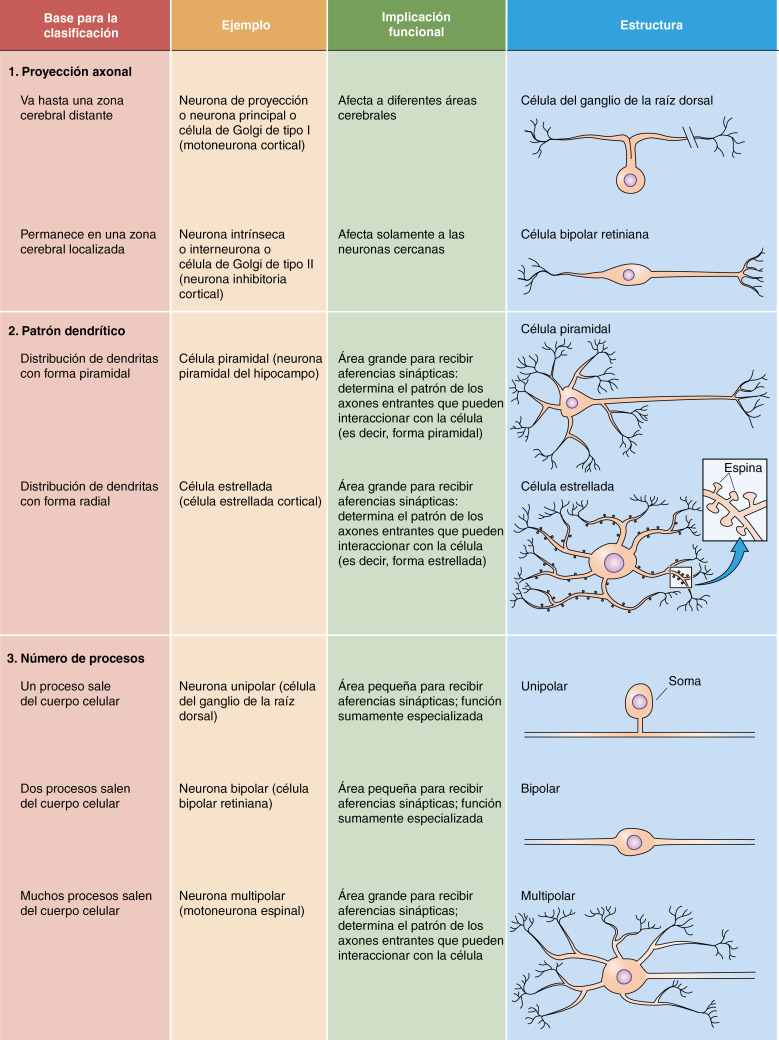 Base para la
clasificación
Ejemplo
Implicación
funcional
Estructura
1. Proyección axonal
Va hasta una zona
cerebral distante
Neurona de proyección
o neurona principal o
célula de Golgi de tipo I
(motoneurona cortical)
Afecta a diferentes áreas
cerebrales
Célula del ganglio de la raíz dorsal
Permanece en una zona
cerebral localizada
Neurona intrínseca
o interneurona o
célula de Golgi de tipo II
(neurona inhibitoria
cortical)
Afecta solamente a las
neuronas cercanas
Célula bipolar retiniana
2. Patrón dendrítico
Distribución de dendritas
con forma piramidal
Célula piramidal (neurona
piramidal del hipocampo)
Área grande para recibir
aferencias sinápticas:
determina el patrón de los
axones entrantes que pueden
interaccionar con la célula
(es decir, forma piramidal)
Célula piramidal
Distribución de dendritas
con forma radial
Célula estrellada
(célula estrellada cortical)
Área grande para recibir
aferencias sinápticas:
determina el patrón de los
axones entrantes que pueden
interaccionar con la célula
(es decir, forma estrellada)
Célula estrellada
Espina
3. Número de procesos
Un proceso sale
del cuerpo celular
Neurona unipolar (célula
del ganglio de la raíz
dorsal)
Área pequeña para recibir
aferencias sinápticas; función
sumamente especializada
Unipolar
Soma
Dos procesos salen
del cuerpo celular
Neurona bipolar (célula
bipolar retiniana)
Área pequeña para recibir
aferencias sinápticas; función
sumamente especializada
Bipolar
Muchos procesos salen
del cuerpo celular
Neurona multipolar
(motoneurona espinal)
Área grande para recibir
aferencias sinápticas;
determina el patrón de los
axones entrantes que pueden
interaccionar con la célula
Multipolar